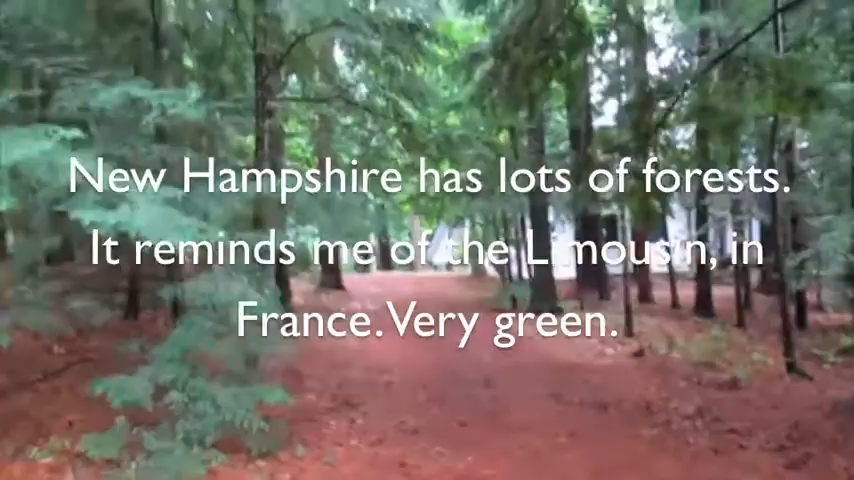 New Hampshire has lots of forests.
It reminds me of the Limousin, in
France. Very green.